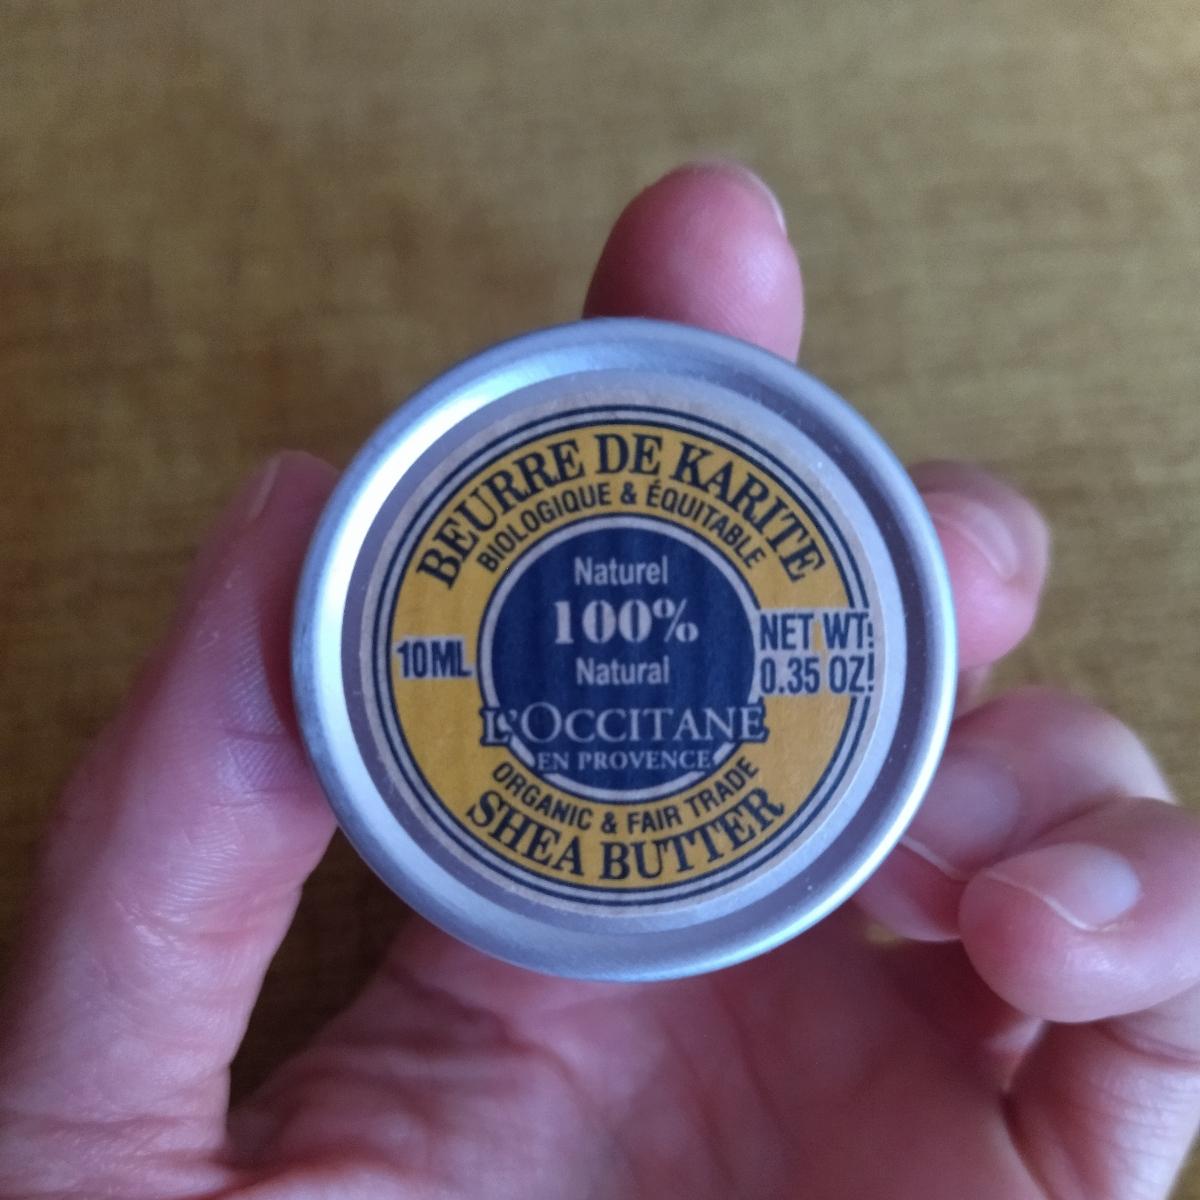 BEURRE DE KARITE
BIOLOGIQUE & ÉQUITABLE
Naturel
100%
Natural
10ML
NET WT.
0.35 OZ.
L'OCCITANE
EN PROVENCE
ORGANIC & FAIR TRADE
SHEA BUTTER